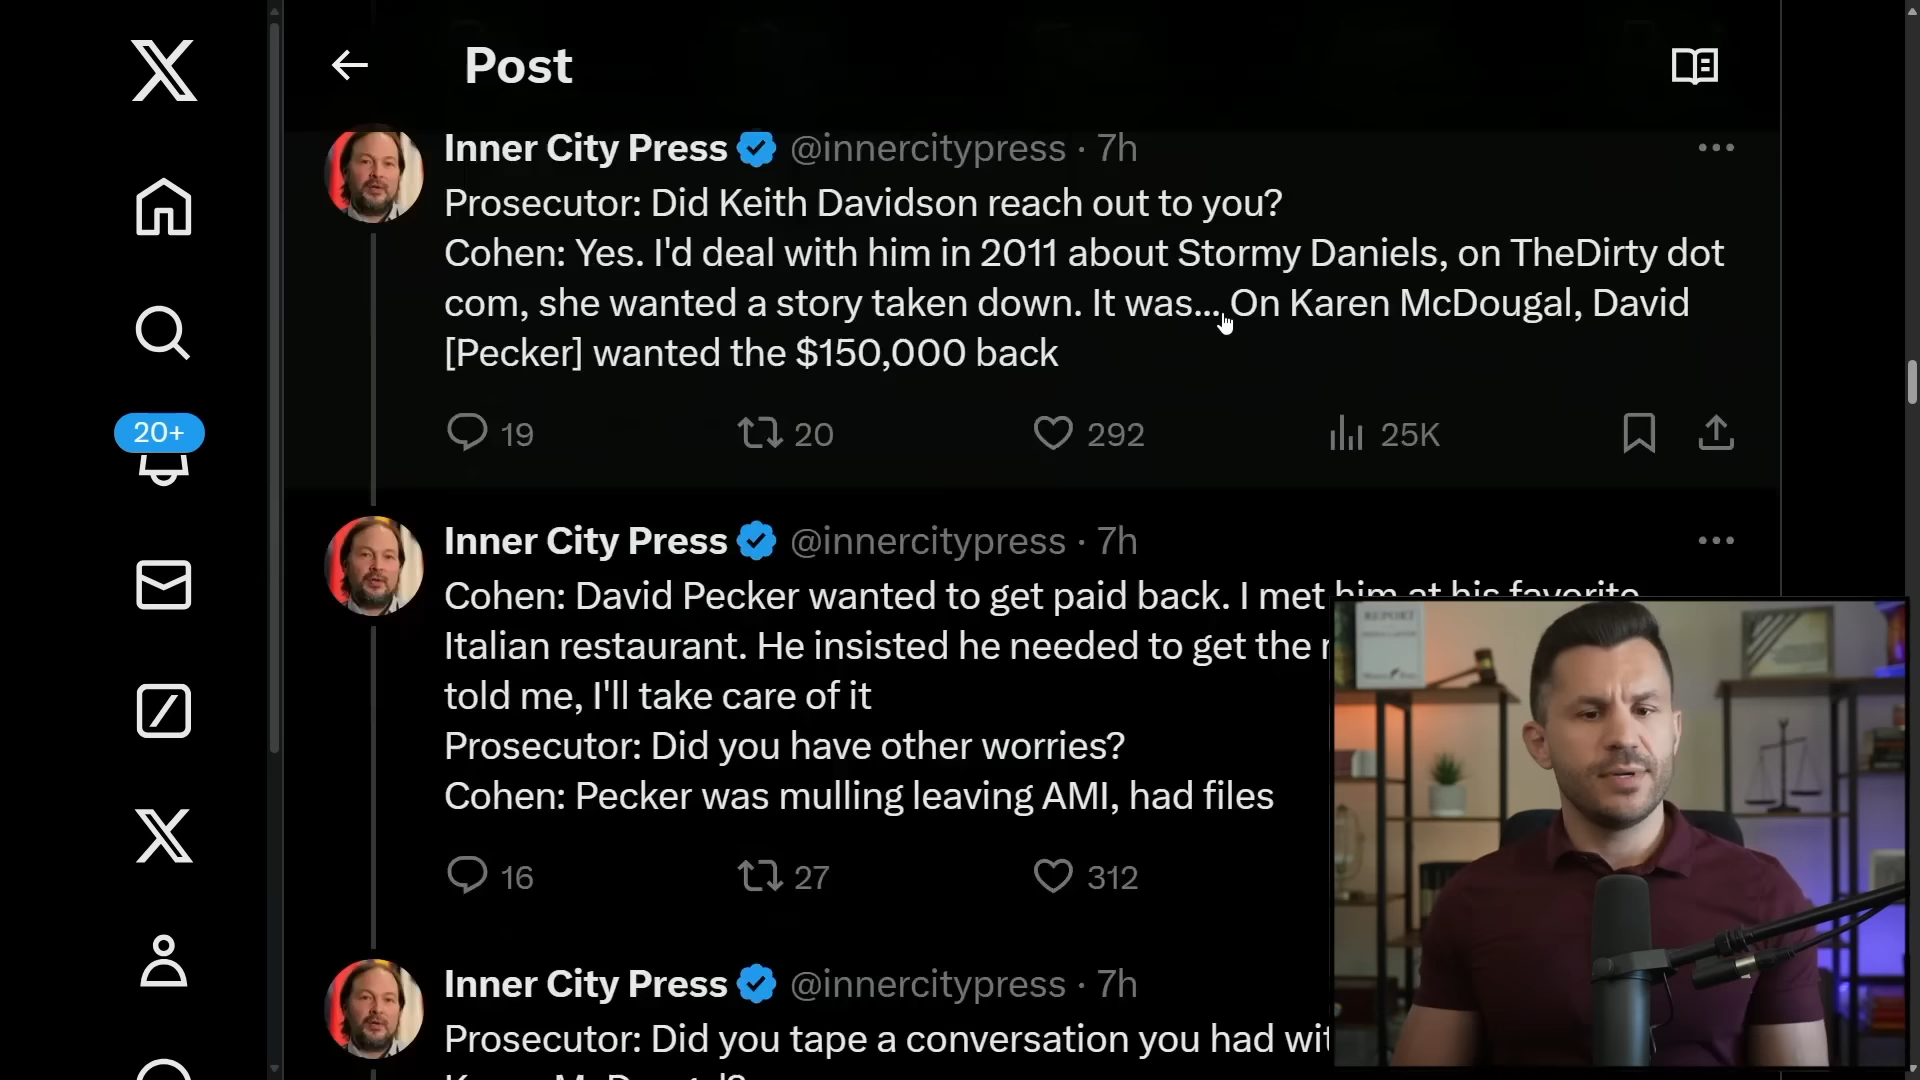 Post
Inner City Press @innercitypress · 7h
Prosecutor: Did Keith Davidson reach out to you?
Cohen: Yes. I'd deal with him in 2011 about Stormy Daniels, on TheDirty dot
com, she wanted a story taken down. It was... On Karen McDougal, David
[Pecker] wanted the $150,000 back
19 20 292 25K
20+
Inner City Press @innercitypress · 7h
Cohen: David Pecker wanted to get paid back. I met him at his favorite
Italian restaurant. He insisted he needed to get the
told me, I'll take care of it
Prosecutor: Did you have other worries?
Cohen: Pecker was mulling leaving AMI, had files
16 27 312
REPORT
Inner City Press @innercitypress · 7h
Prosecutor: Did you tape a conversation you had